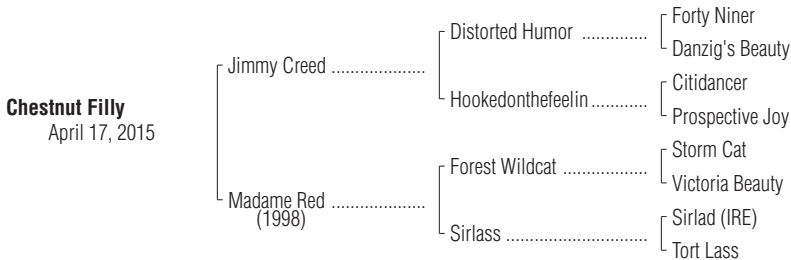 Forty Niner
Distorted Humor ..............
Danzig's Beauty
Jimmy Creed ....................
Citidancer
Hookedonthefeelin ............
Prospective Joy
Chestnut Filly
April 17, 2015
Storm Cat
Forest Wildcat ..................
Victoria Beauty
Madame Red ....................
(1998)
Sirlad (IRE)
Sirlass ..............................
Tort Lass